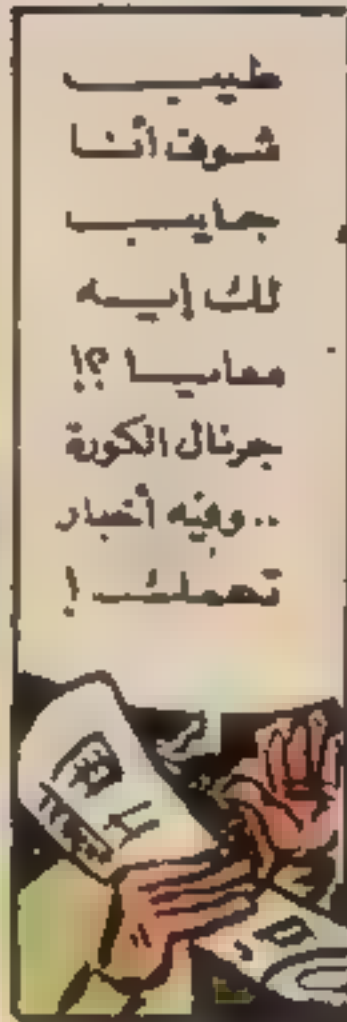 طيب
شوف أنا
جايب
لك إيه
معايا ؟!
جرنال الكورة
.. وفيه أخبار
تهمك !